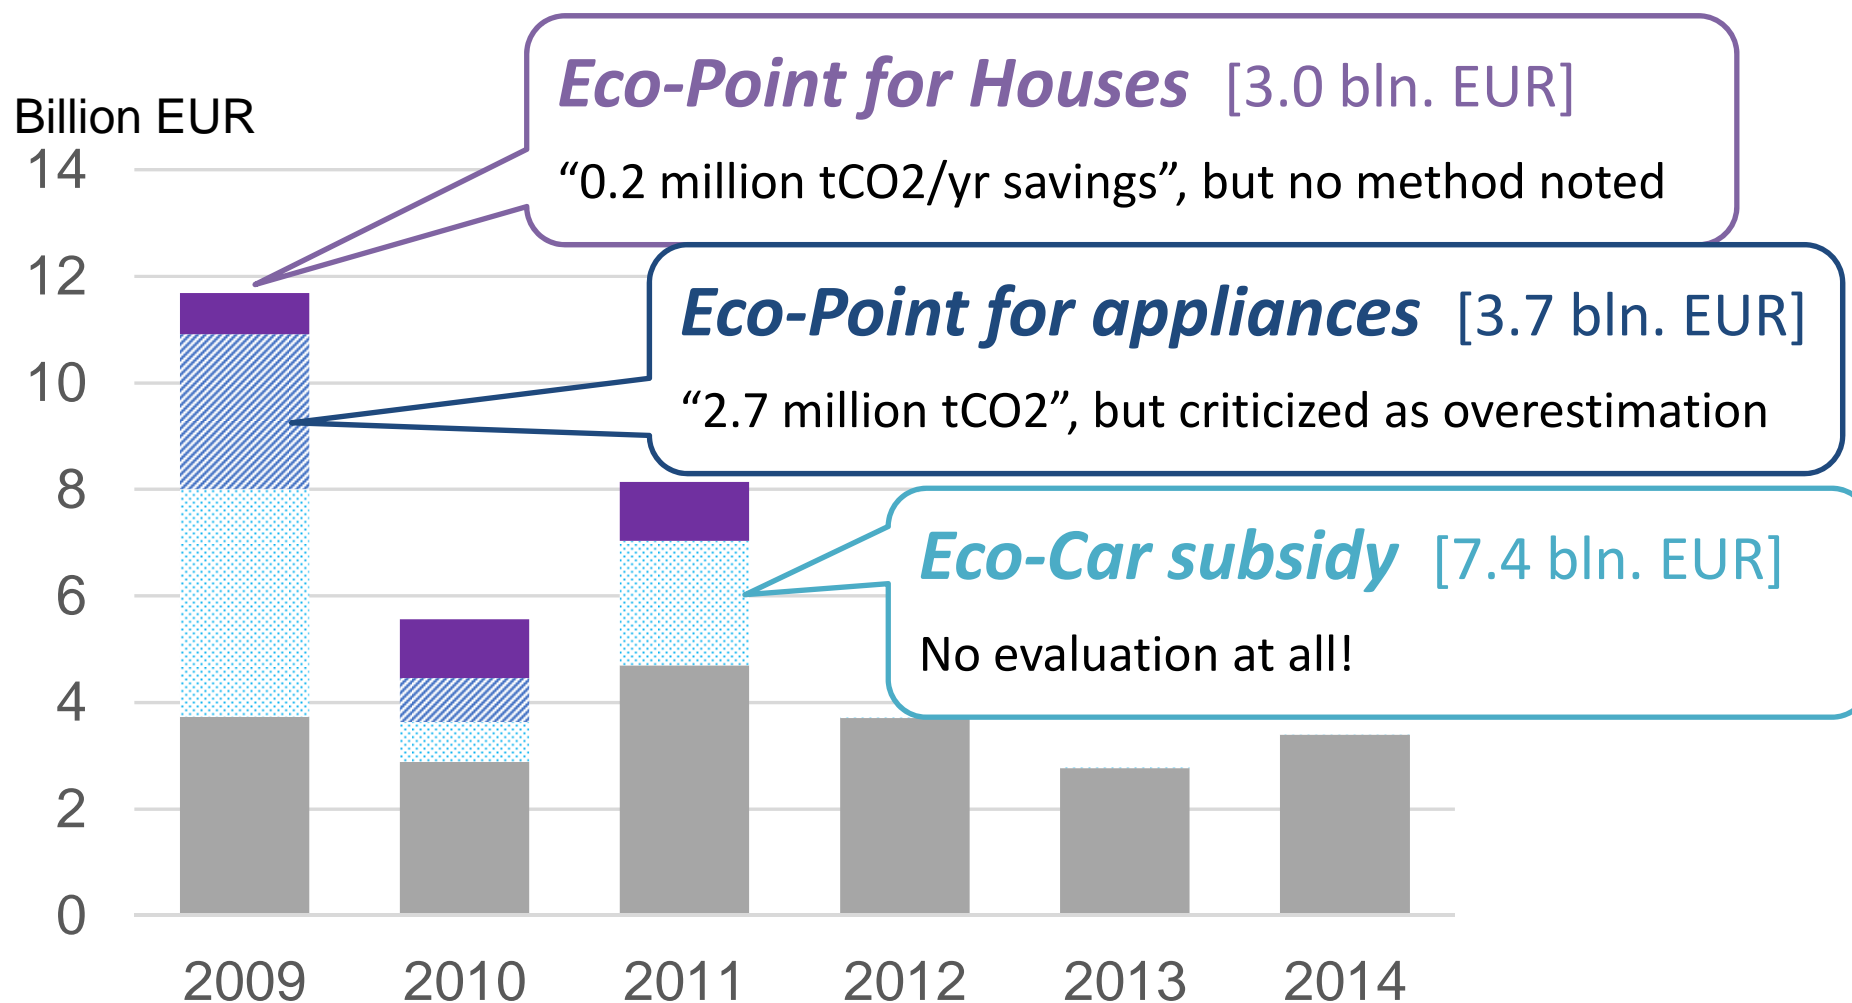 Billion EUR
14
12
10
8
6
4
2
0
2009 2010 2011 2012 2013 2014
Eco-Point for Houses [3.0 bln. EUR]
“0.2 million tCO2/yr savings”, but no method noted
Eco-Point for appliances [3.7 bln. EUR]
“2.7 million tCO2”, but criticized as overestimation
Eco-Car subsidy [7.4 bln. EUR]
No evaluation at all!